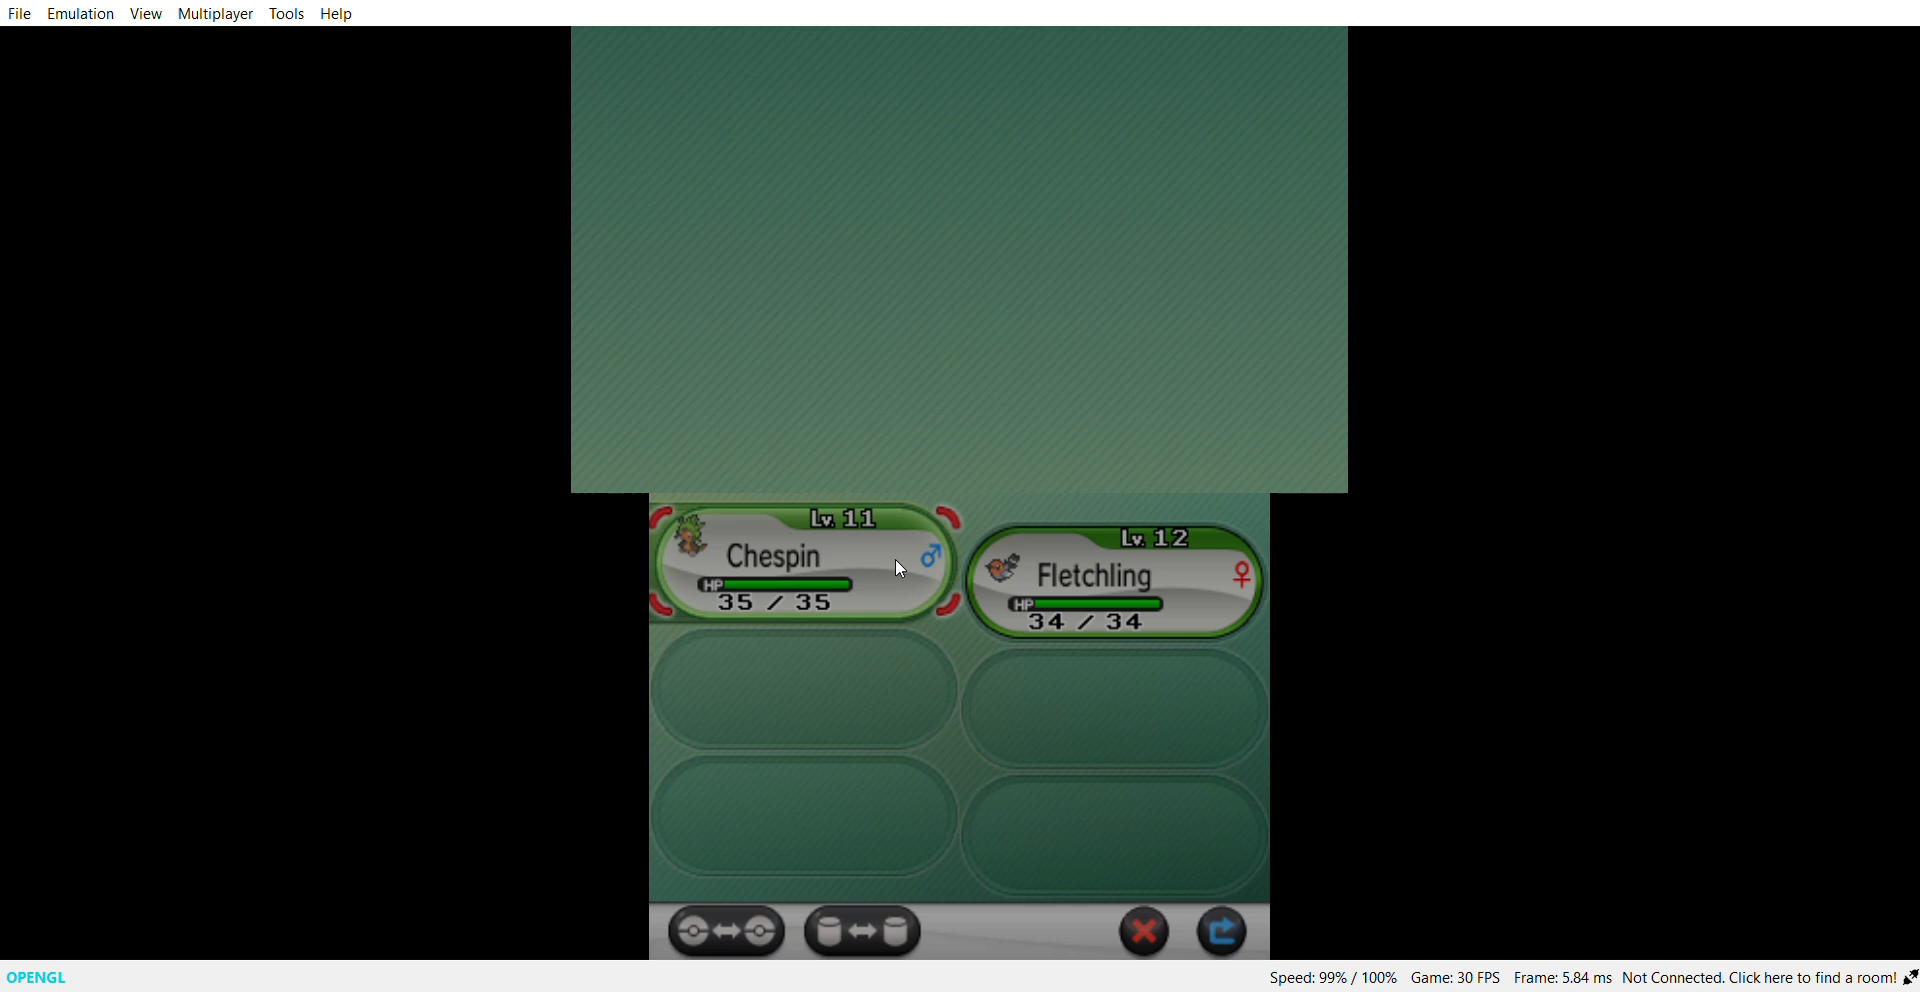 File Emulation View Multiplayer Tools Help
Lv. 11
Chespin ♂
HP
35 / 35
Lv. 12
Fletchling ♀
HP
34 / 34
OPENGL
Speed: 99% / 100% Game: 30 FPS Frame: 5.84 ms Not Connected. Click here to find a room!